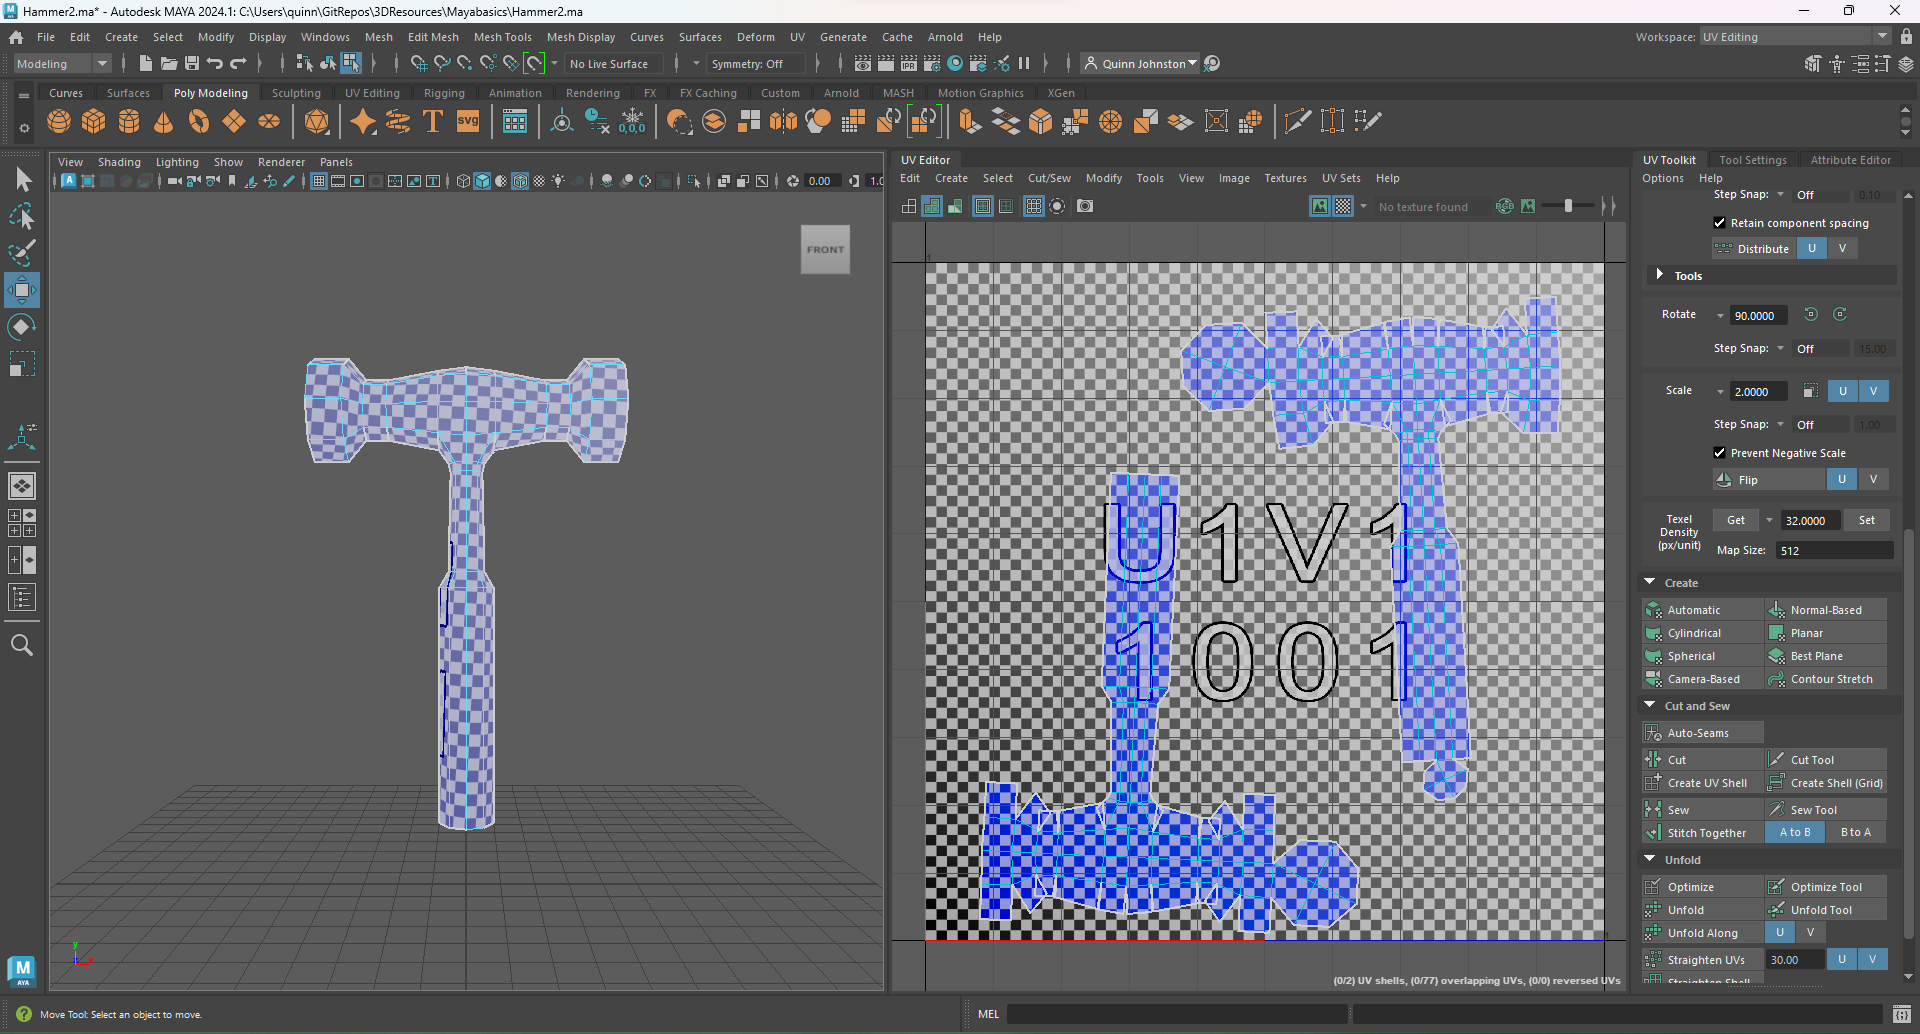 Hammer2.ma* - Autodesk MAYA 2024.1: C:\Users\quinn\GitRepos\3DResources\Mayabasics\Hammer2.ma
File Edit Create Select Modify Display Windows Mesh Edit Mesh Mesh Tools Mesh Display Curves Surfaces Deform UV Generate Cache Arnold Help Workspace: UV Editing
Modeling No Live Surface Symmetry: Off Quinn Johnston
Curves Surfaces Poly Modeling Sculpting UV Editing Rigging Animation Rendering FX FX Caching Custom Arnold MASH Motion Graphics XGen
T SVG 0,0,0
View Shading Lighting Show Renderer Panels
0.00 1.0
FRONT
UV Editor
Edit Create Select Cut/Sew Modify Tools View Image Textures UV Sets Help
No texture found RGB
1
U1V1
1001
1
(0/2) UV shells, (0/77) overlapping UVs, (0/0) reversed UVs
UV Toolkit Tool Settings Attribute Editor
Options Help
Step Snap: Off 0.10
Retain component spacing
Distribute U V
Tools
Rotate 90.0000
Step Snap: Off 15.00
Scale 2.0000 U V
Step Snap: Off 1.00
Prevent Negative Scale
Flip U V
Texel Density (px/unit) Get 32.0000 Set
Map Size: 512
Create
Automatic Normal-Based
Cylindrical Planar
Spherical Best Plane
Camera-Based Contour Stretch
Cut and Sew
Auto-Seams
Cut Cut Tool
Create UV Shell Create Shell (Grid)
Sew Sew Tool
Stitch Together A to B B to A
Unfold
Optimize Optimize Tool
Unfold Unfold Tool
Unfold Along U V
Straighten UVs 30.00 U V
Straighten Shell
y
M
AYA
Move Tool: Select an object to move.
MEL